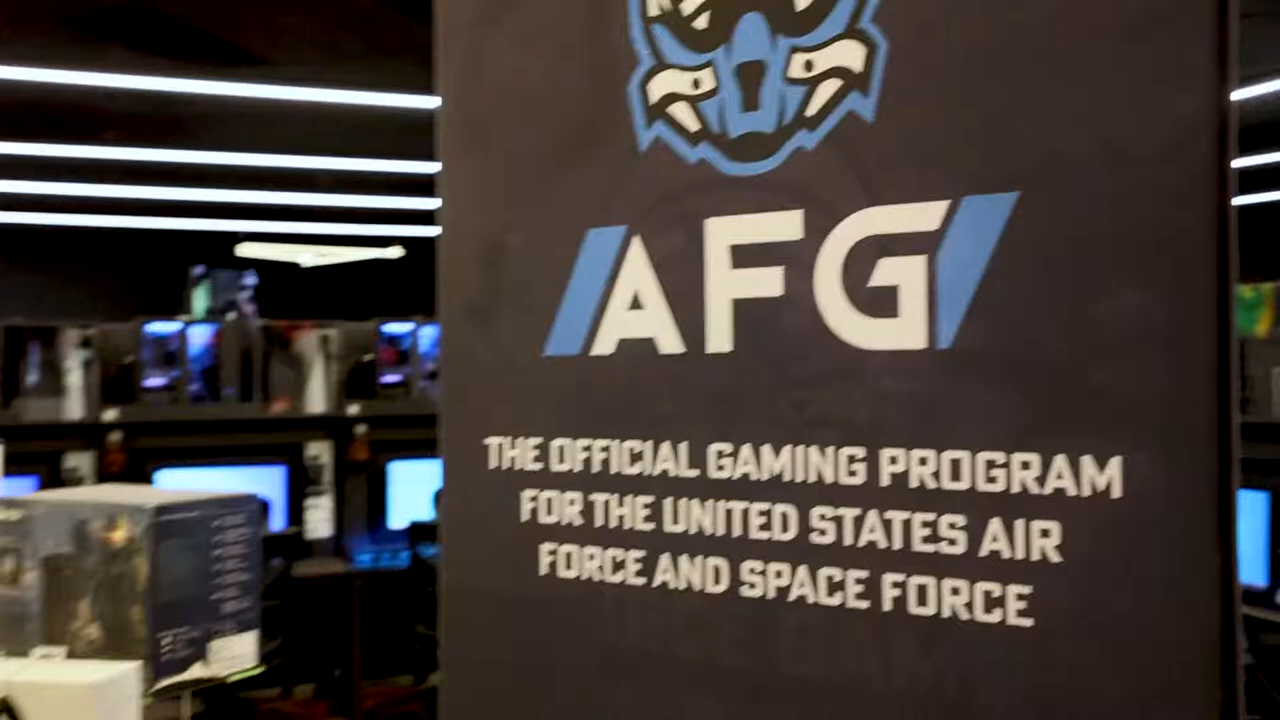 AFG
THE OFFICIAL GAMING PROGRAM
FOR THE UNITED STATES AIR
FORCE AND SPACE FORCE